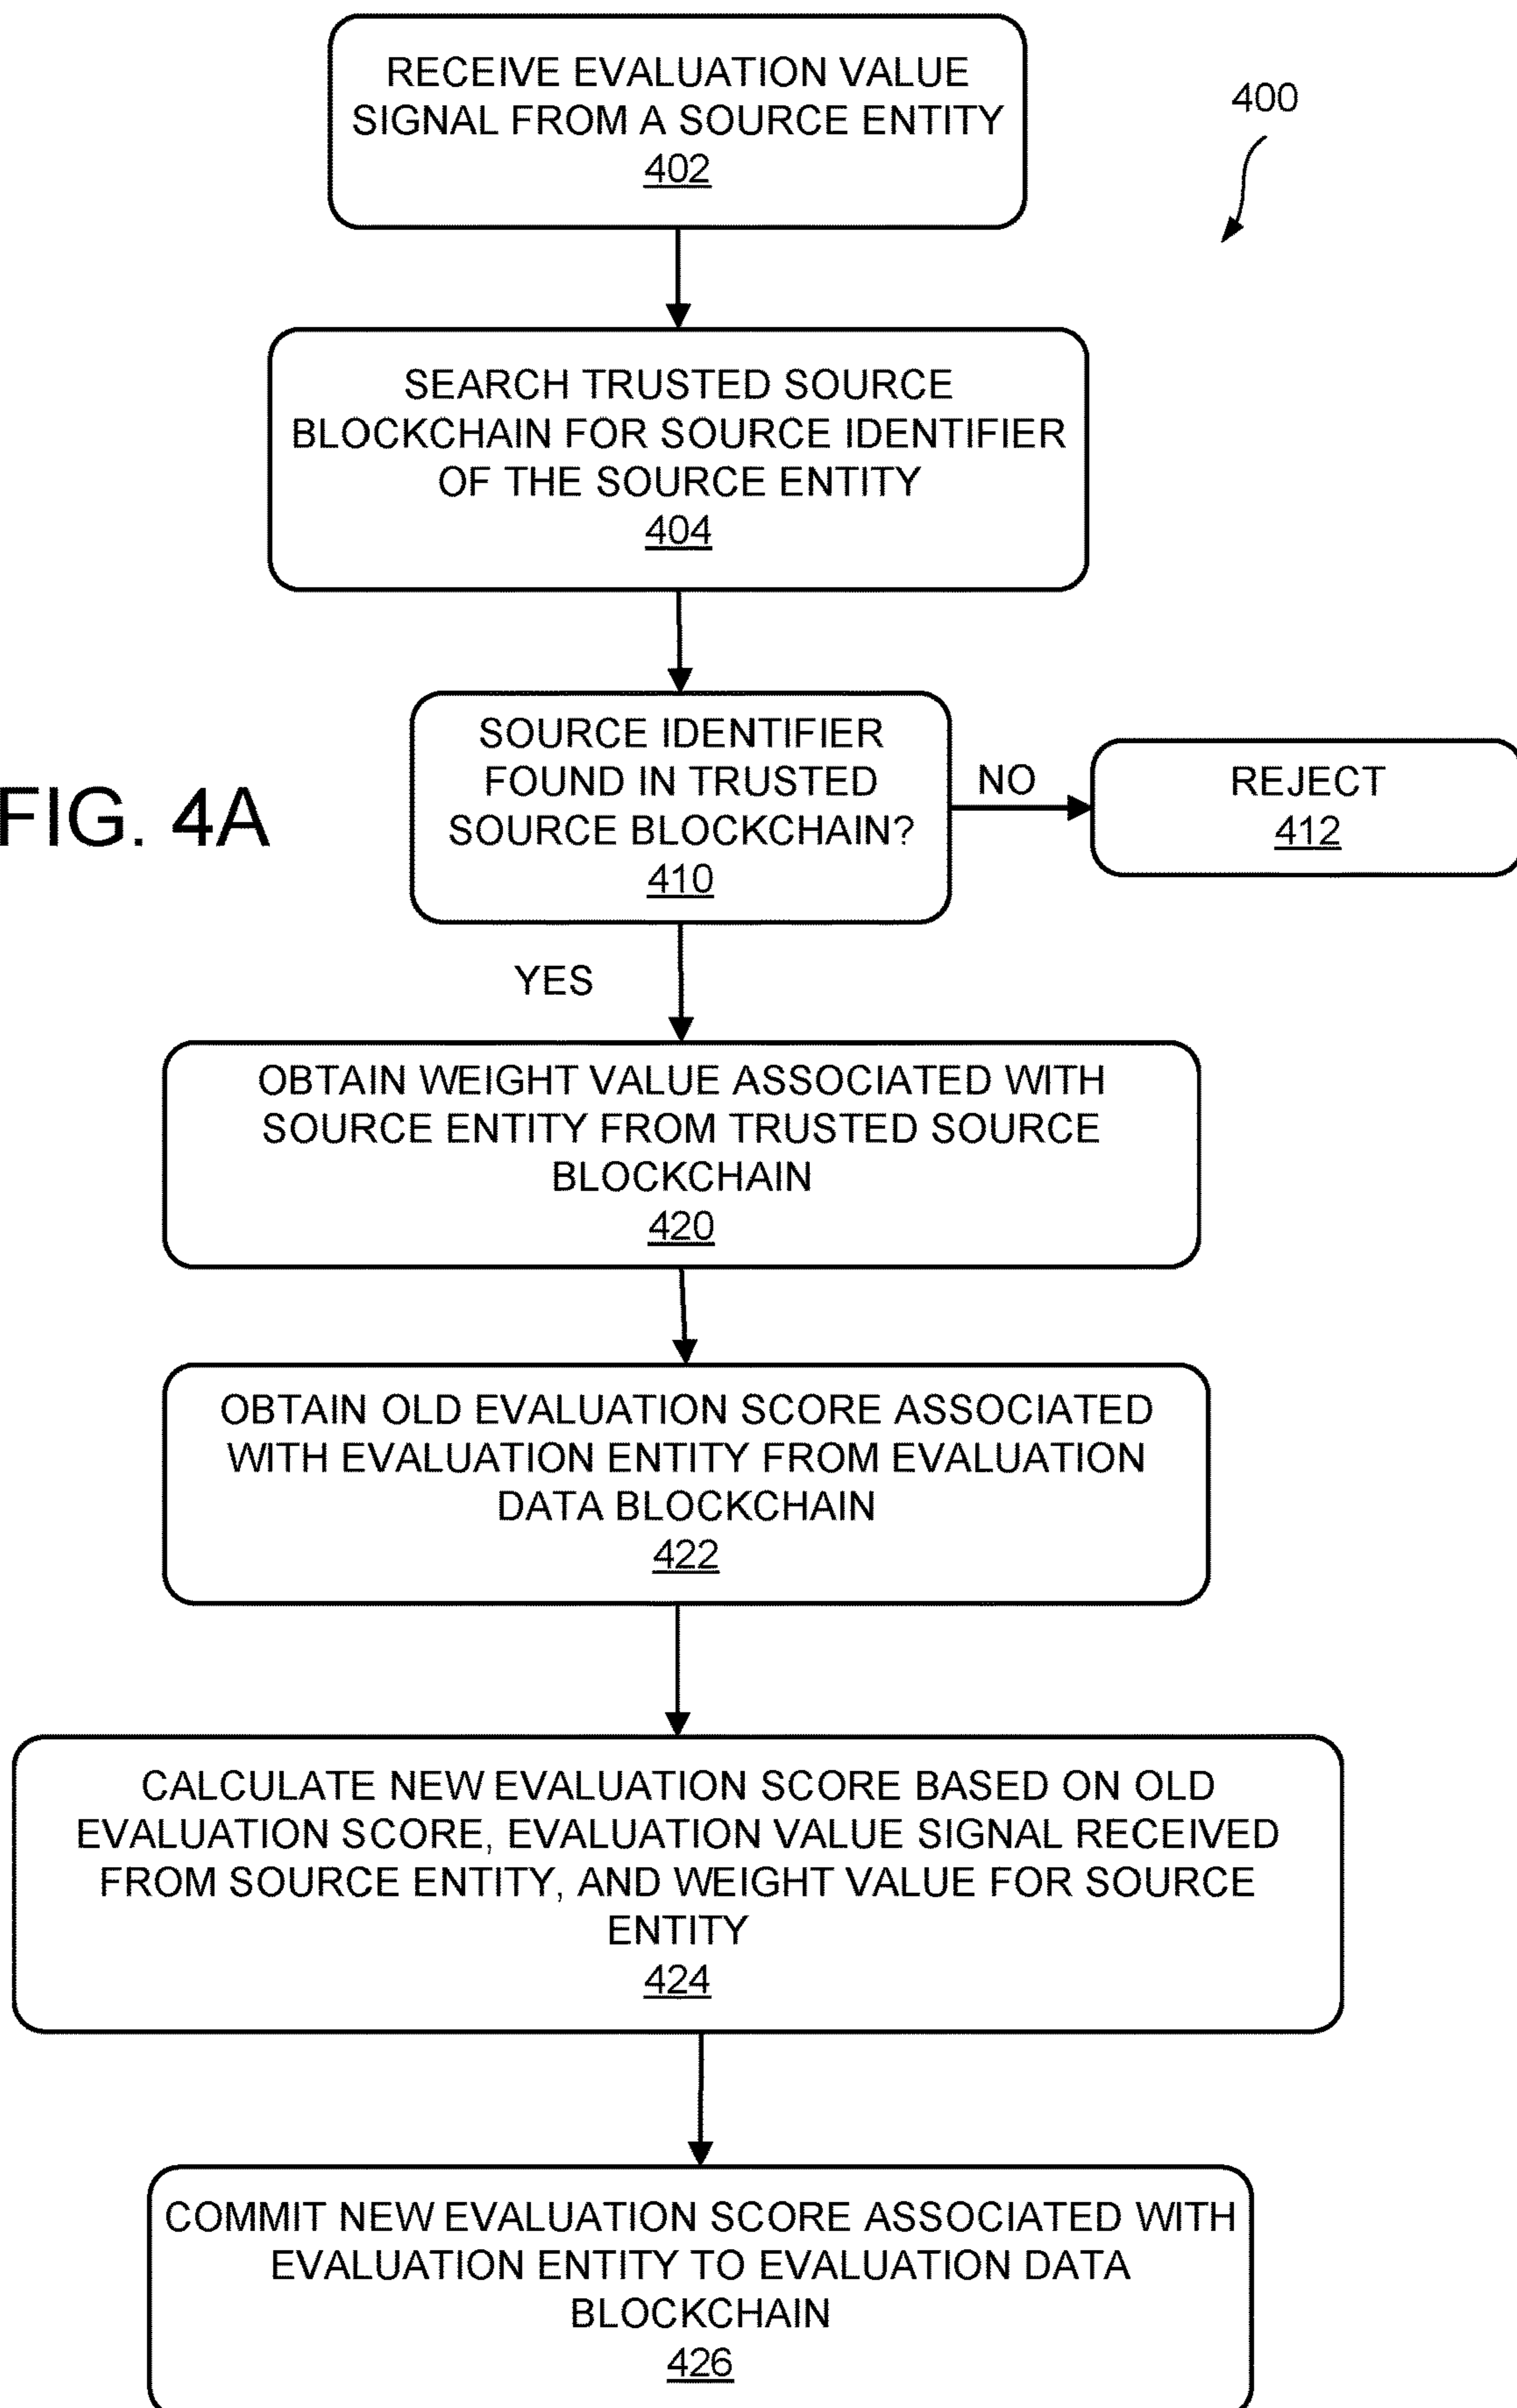 RECEIVE EVALUATION VALUE
SIGNAL FROM A SOURCE ENTITY
402
400
SEARCH TRUSTED SOURCE
BLOCKCHAIN FOR SOURCE IDENTIFIER
OF THE SOURCE ENTITY
404
SOURCE IDENTIFIER
FOUND IN TRUSTED
SOURCE BLOCKCHAIN?
410
NO
REJECT
412
FIG. 4A
YES
OBTAIN WEIGHT VALUE ASSOCIATED WITH
SOURCE ENTITY FROM TRUSTED SOURCE
BLOCKCHAIN
420
OBTAIN OLD EVALUATION SCORE ASSOCIATED
WITH EVALUATION ENTITY FROM EVALUATION
DATA BLOCKCHAIN
422
CALCULATE NEW EVALUATION SCORE BASED ON OLD
EVALUATION SCORE, EVALUATION VALUE SIGNAL RECEIVED
FROM SOURCE ENTITY, AND WEIGHT VALUE FOR SOURCE
ENTITY
424
COMMIT NEW EVALUATION SCORE ASSOCIATED WITH
EVALUATION ENTITY TO EVALUATION DATA
BLOCKCHAIN
426